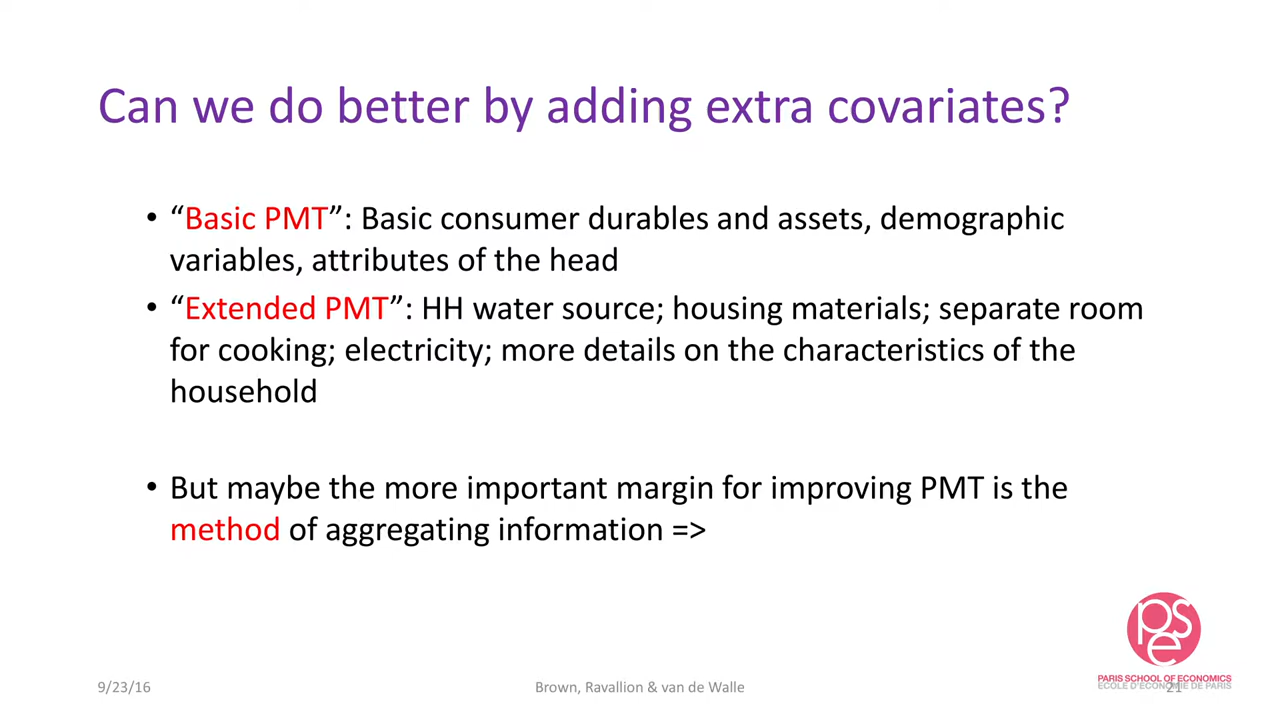 Can we do better by adding extra covariates?
• “Basic PMT”: Basic consumer durables and assets, demographic
variables, attributes of the head
• “Extended PMT”: HH water source; housing materials; separate room
for cooking; electricity; more details on the characteristics of the
household
• But maybe the more important margin for improving PMT is the
method of aggregating information =>
pse
PARIS SCHOOL OF ECONOMICS
ECOLE D'ECONOMIE DE PARIS
9/23/16
Brown, Ravallion & van de Walle
21